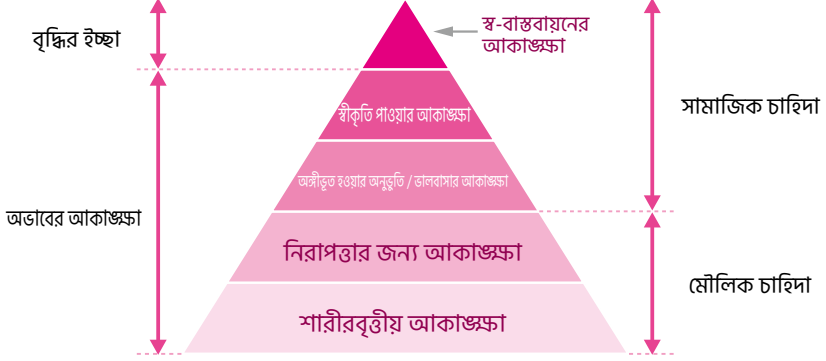 স্ব-বাস্তবায়নের
আকাঙ্ক্ষা
বৃদ্ধির ইচ্ছা
স্বীকৃতি পাওয়ার আকাঙ্ক্ষা
সামাজিক চাহিদা
অঙ্গীভূত হওয়ার অনুভুতি / ভালবাসার আকাঙ্ক্ষা
অভাবের আকাঙ্ক্ষা
নিরাপত্তার জন্য আকাঙ্ক্ষা
মৌলিক চাহিদা
শারীরবৃত্তীয় আকাঙ্ক্ষা